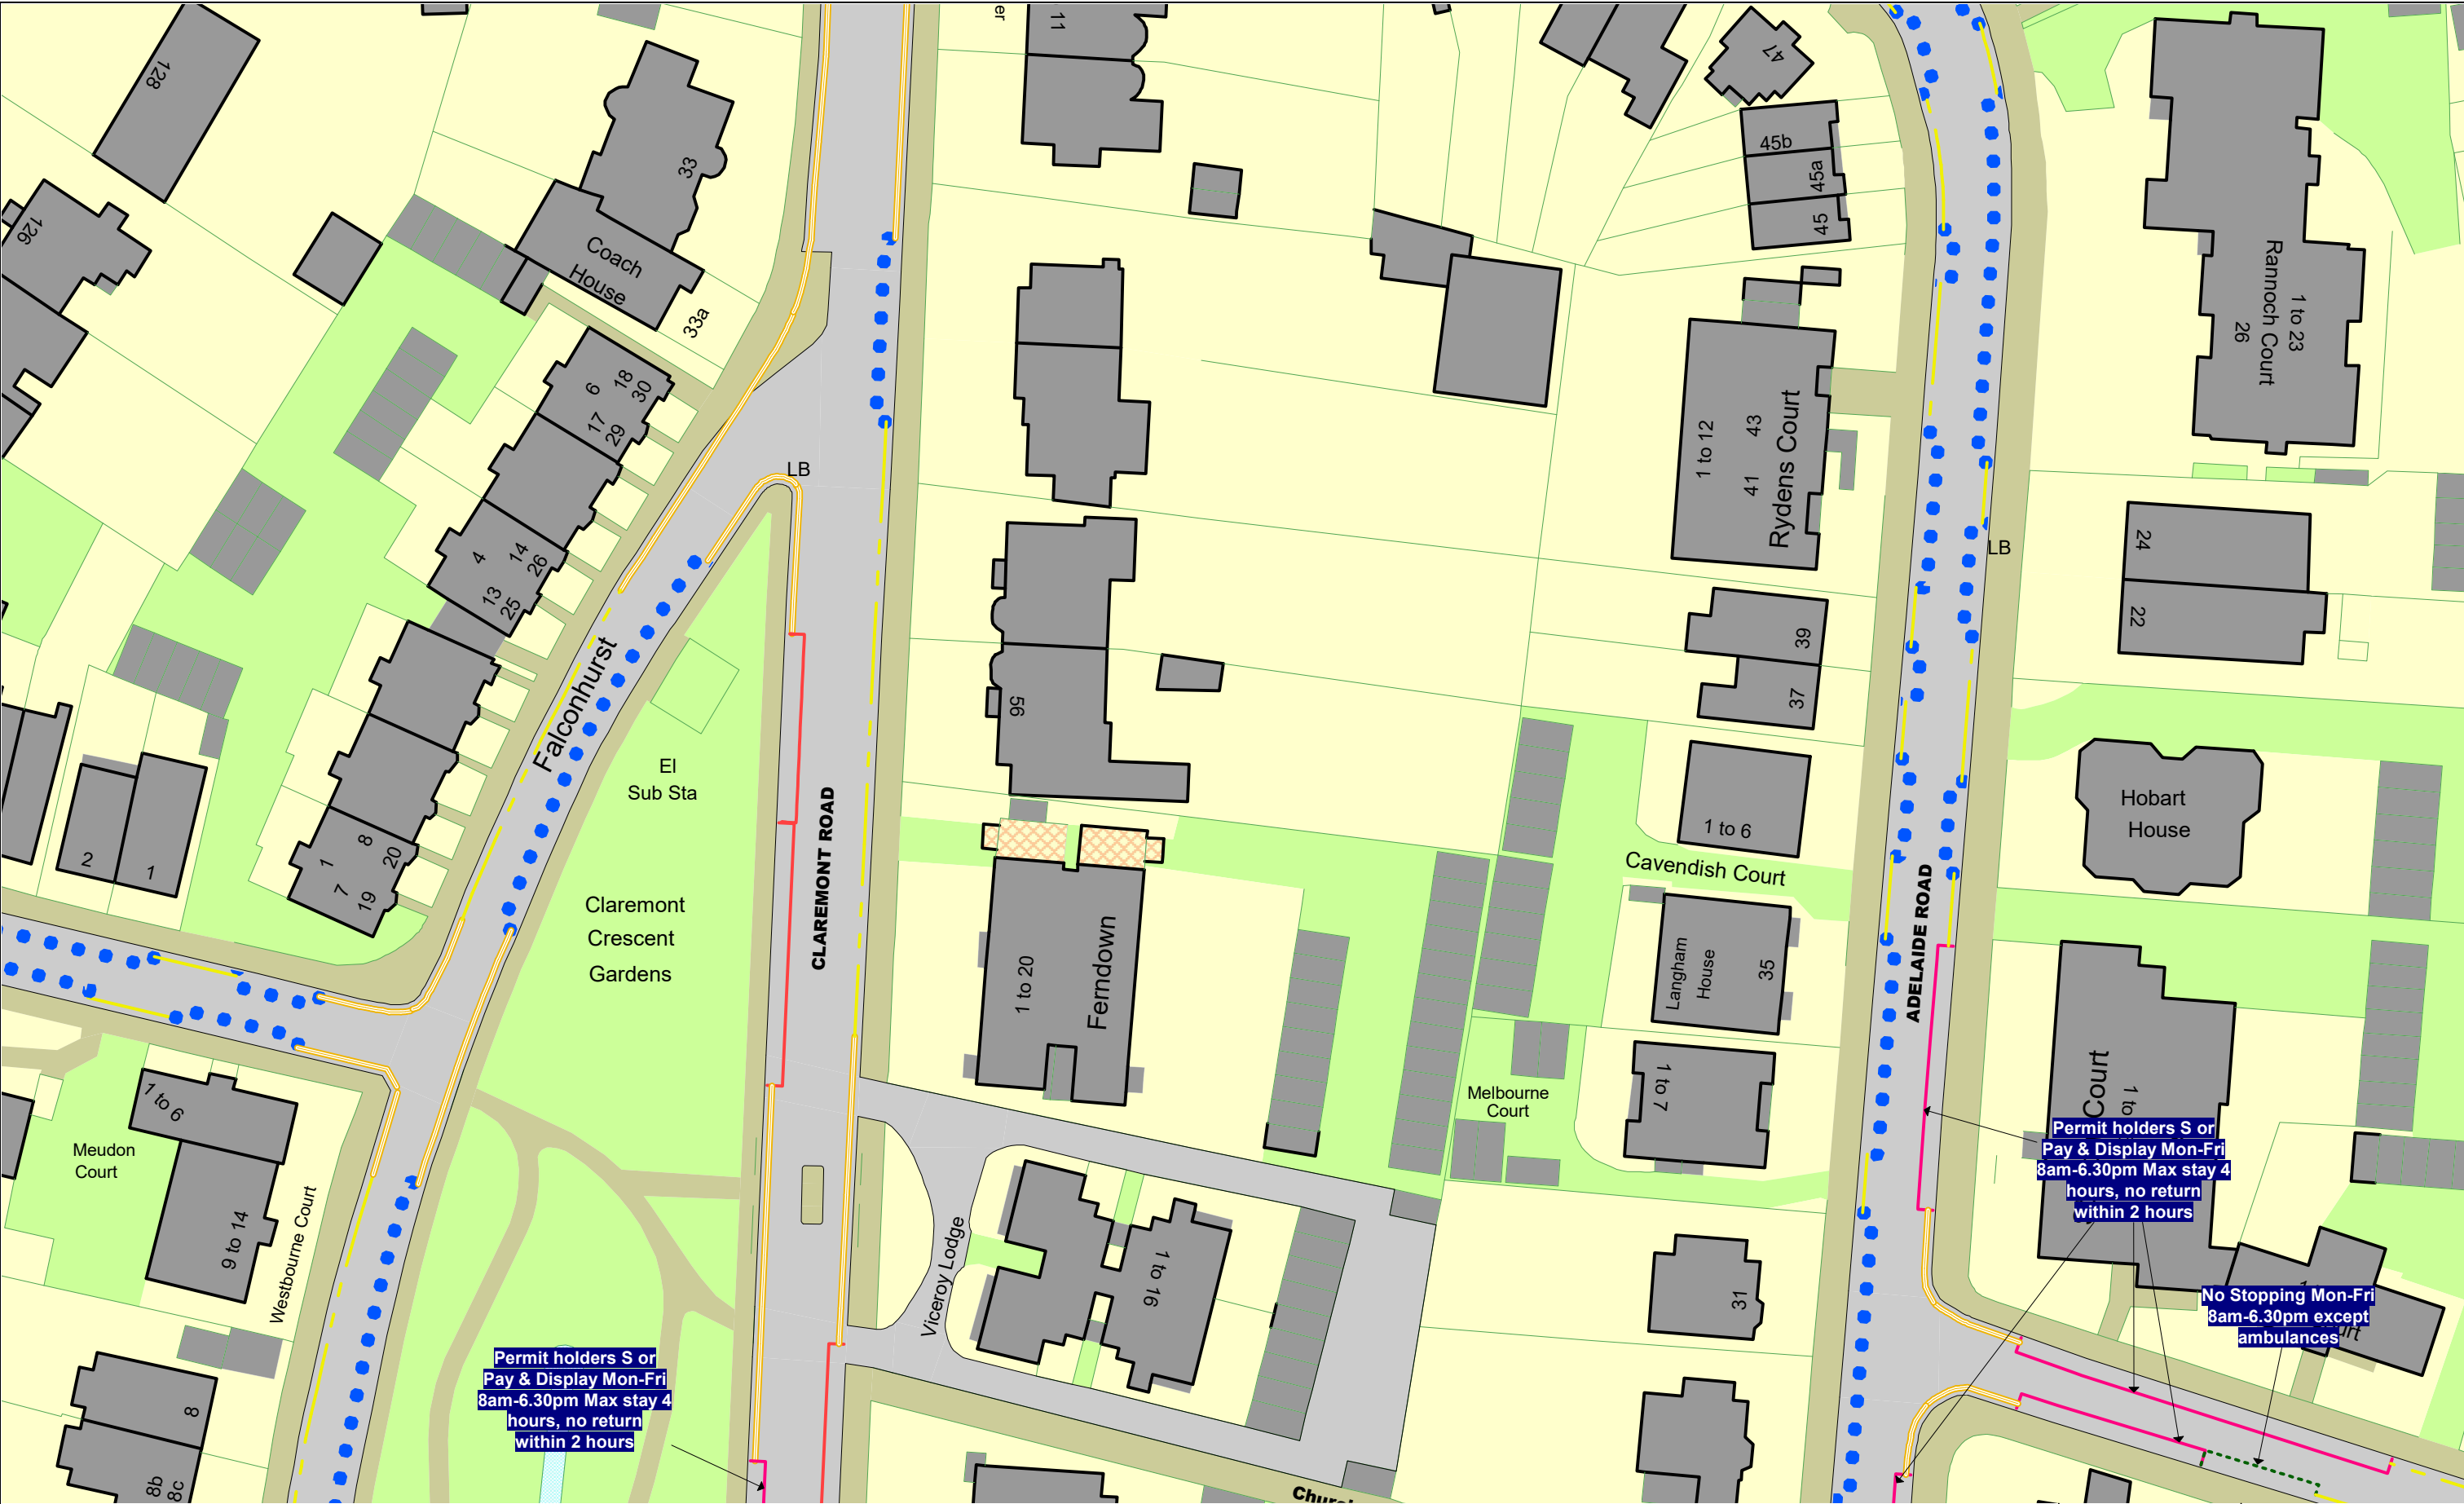 128
126
33
Coach
House
33a
er
11
47
45b
45a
45
1 to 23
Rannoch Court
26
6
18
30
17
29
LB
4
14
26
13
25
Falconhurst
El
Sub Sta
56
1 to 12
43
41
Rydens Court
39
37
LB
24
22
2
1
1
8
20
7
19
Claremont
Crescent
Gardens
CLAREMONT ROAD
1 to 20
Ferndown
1 to 6
Cavendish Court
Hobart
House
Langham
House
35
ADELAIDE ROAD
1 to 6
Meudon
Court
9 to 14
Westbourne Court
Melbourne
Court
1 to 7
Court
1 to
Permit holders S or
Pay & Display Mon-Fri
8am-6.30pm Max stay 4
hours, no return
within 2 hours
Viceroy Lodge
1 to 16
31
No Stopping Mon-Fri
8am-6.30pm except
ambulances
Permit holders S or
Pay & Display Mon-Fri
8am-6.30pm Max stay 4
hours, no return
within 2 hours
8
8b
8c